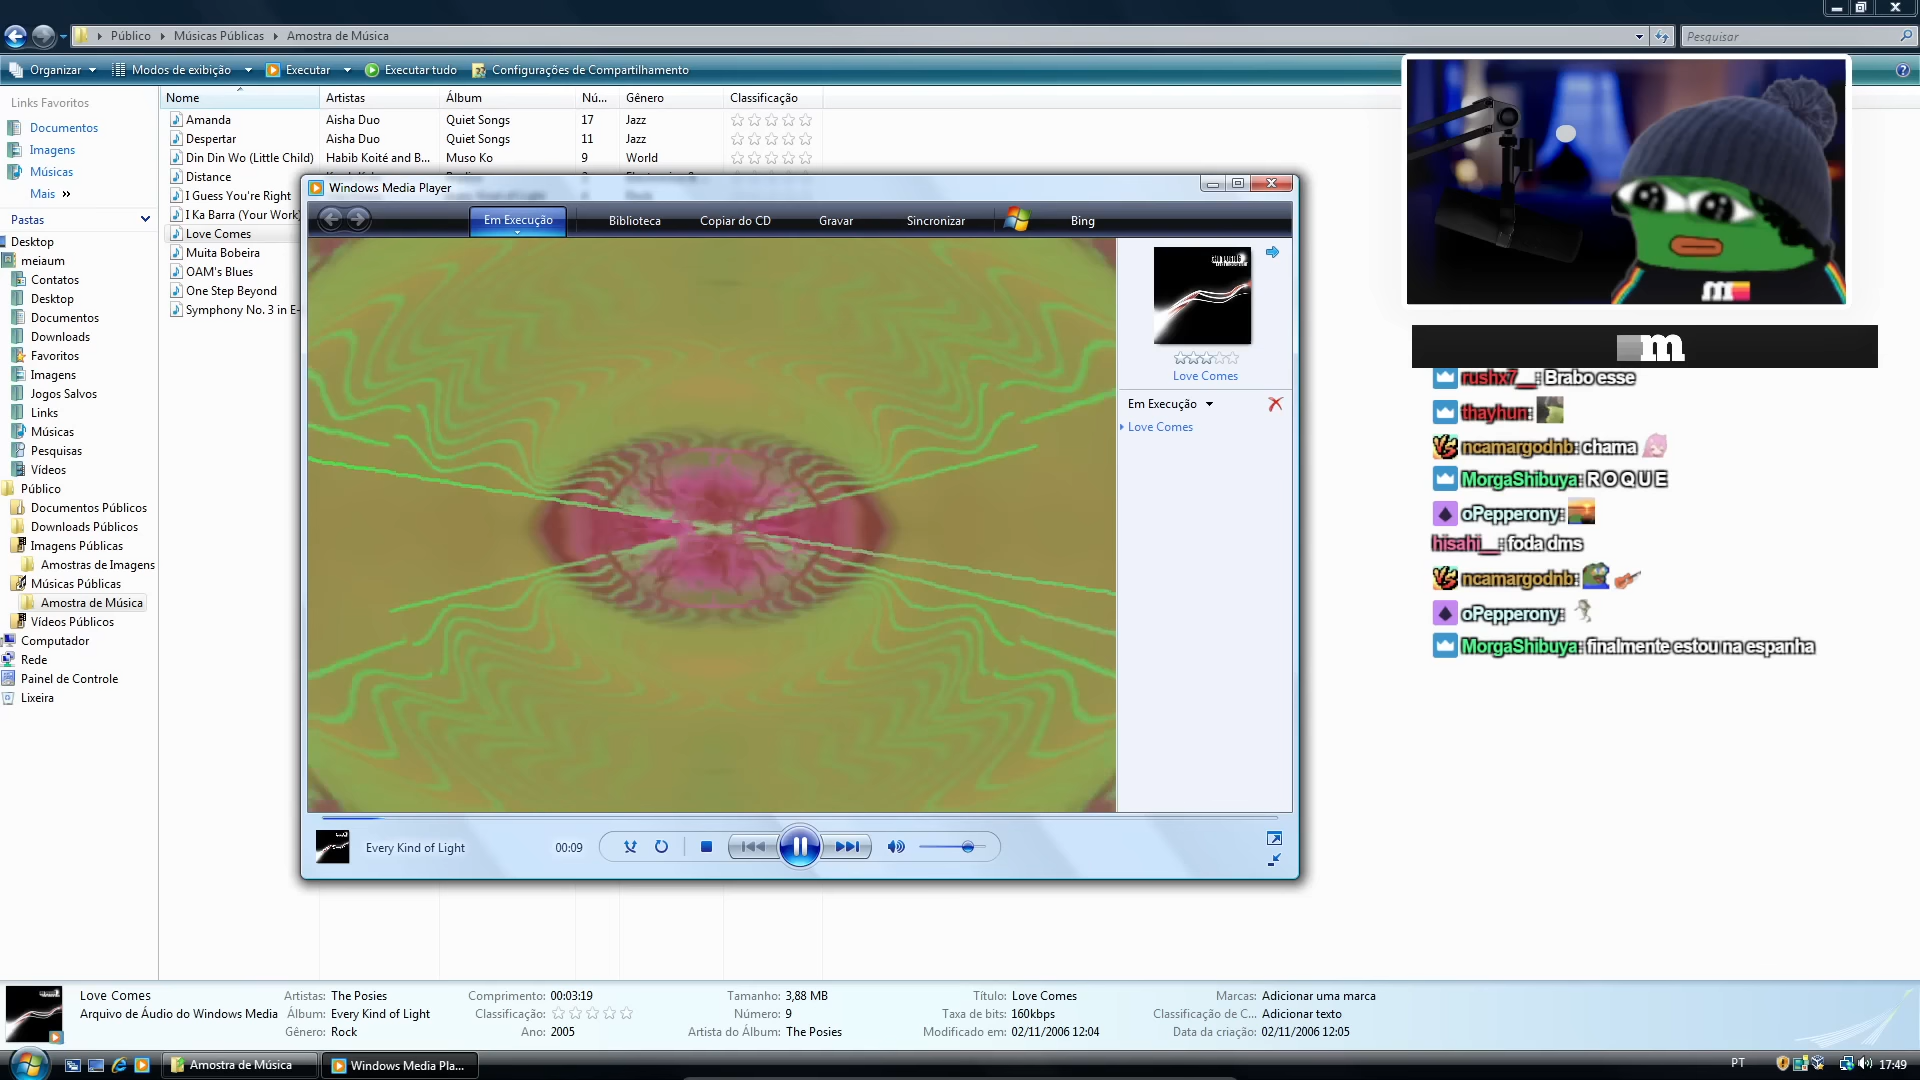 Público Músicas Públicas Amostra de Música
Pesquisar
Organizar Modos de exibição Executar Executar tudo Configurações de Compartilhamento
Links Favoritos
Documentos
Imagens
Músicas
Mais »
Pastas
Desktop
meiaum
Contatos
Desktop
Documentos
Downloads
Favoritos
Imagens
Jogos Salvos
Links
Músicas
Pesquisas
Vídeos
Público
Documentos Públicos
Downloads Públicos
Imagens Públicas
Amostras de Imagens
Músicas Públicas
Amostra de Música
Vídeos Públicos
Computador
Rede
Painel de Controle
Lixeira
Nome Artistas Álbum Nú... Gênero Classificação
Amanda Aisha Duo Quiet Songs 17 Jazz
Despertar Aisha Duo Quiet Songs 11 Jazz
Din Din Wo (Little Child) Habib Koité and B... Muso Ko 9 World
Distance
I Guess You're Right
I Ka Barra (Your Work)
Love Comes
Muita Bobeira
OAM's Blues
One Step Beyond
Symphony No. 3 in E-
Windows Media Player
Em Execução Biblioteca Copiar do CD Gravar Sincronizar Bing
Love Comes
Em Execução
Love Comes
Every Kind of Light 00:09
m
rushx7__: Brabo esse
thayhun:
ncamargodnb: chama
MorgaShibuya: R O Q U E
oPepperony:
hisahi__: foda dms
ncamargodnb:
oPepperony:
MorgaShibuya: finalmente estou na espanha
Love Comes Artistas: The Posies Comprimento: 00:03:19 Tamanho: 3,88 MB Título: Love Comes Marcas: Adicionar uma marca
Arquivo de Áudio do Windows Media Álbum: Every Kind of Light Classificação: Número: 9 Taxa de bits: 160kbps Classificação de C... Adicionar texto
Gênero: Rock Ano: 2005 Artista do Álbum: The Posies Modificado em: 02/11/2006 12:04 Data da criação: 02/11/2006 12:05
Amostra de Música Windows Media Pla... PT 17:49